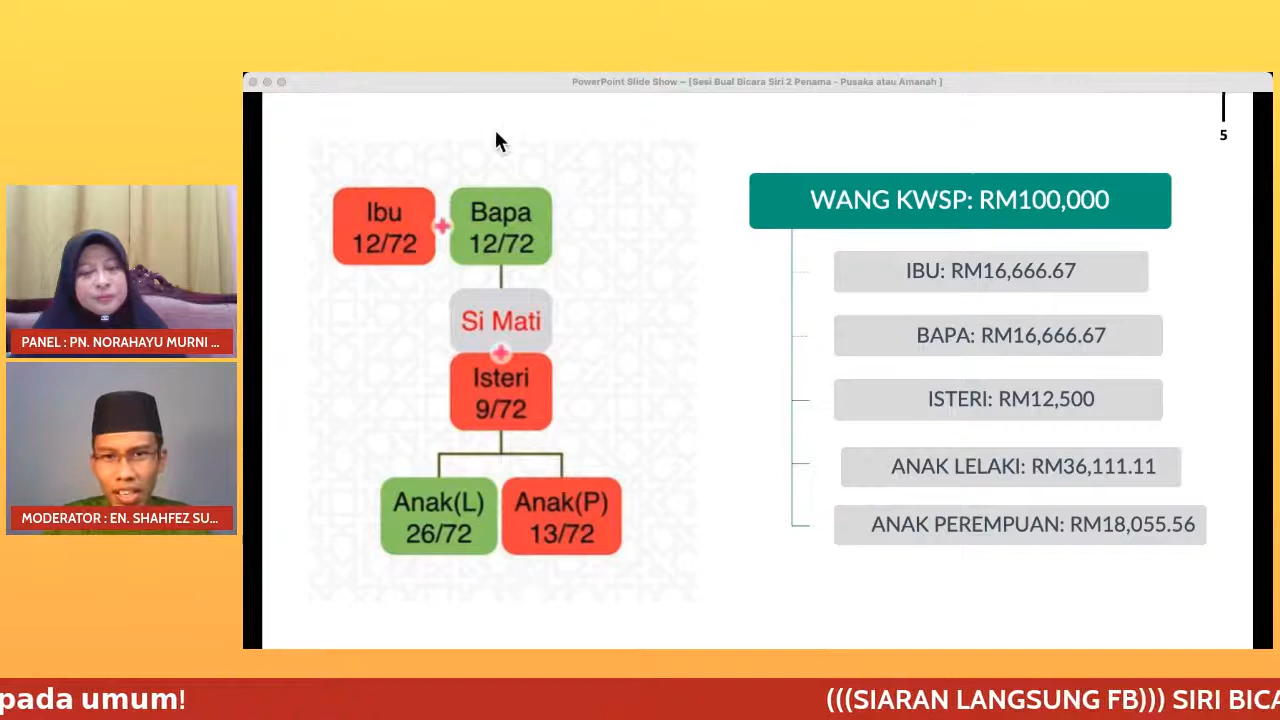 PowerPoint Slide Show – [Sesi Bual Bicara Siri 2 Penama - Pusaka atau Amanah ]
5
Ibu
12/72
Bapa
12/72
Si Mati
Isteri
9/72
Anak(L)
26/72
Anak(P)
13/72
WANG KWSP: RM100,000
IBU: RM16,666.67
BAPA: RM16,666.67
ISTERI: RM12,500
ANAK LELAKI: RM36,111.11
ANAK PEREMPUAN: RM18,055.56
PANEL : PN. NORAHAYU MURNI ...
MODERATOR : EN. SHAHFEZ SU...
pada umum! (((SIARAN LANGSUNG FB))) SIRI BICA